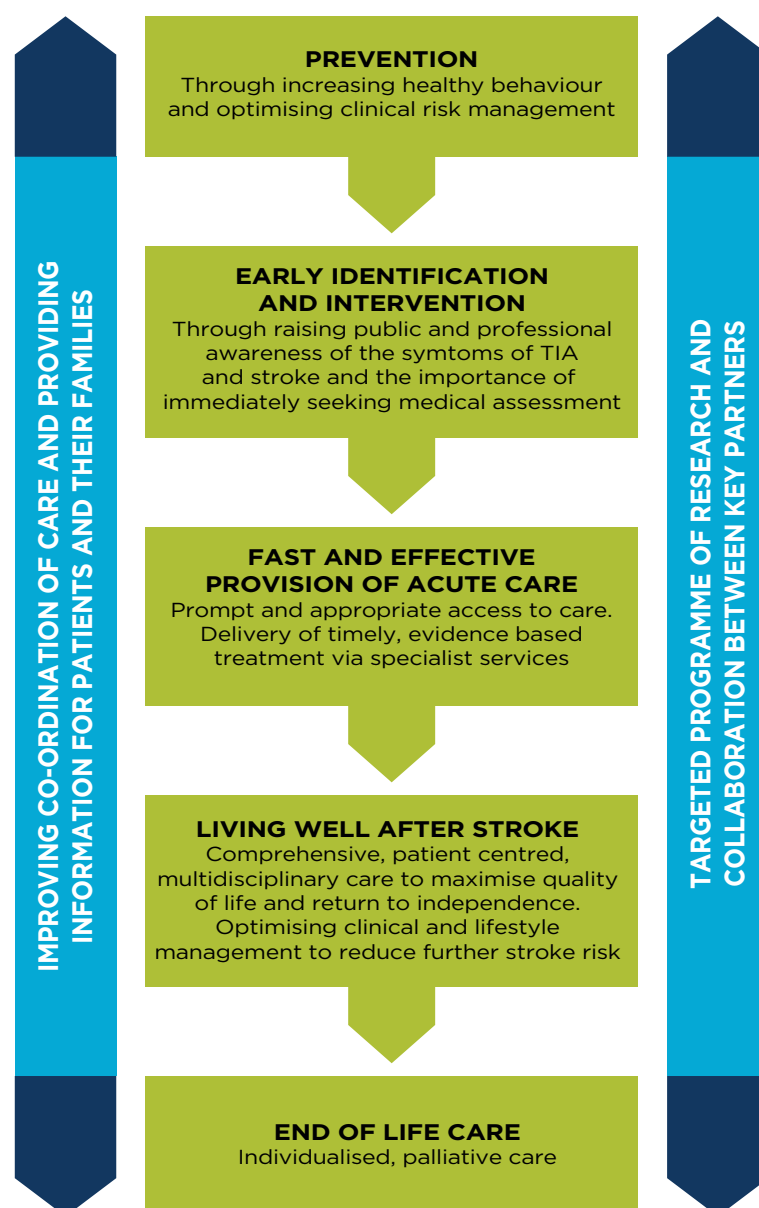 PREVENTION
Through increasing healthy behaviour
and optimising clinical risk management
EARLY IDENTIFICATION
AND INTERVENTION
Through raising public and professional
awareness of the symtoms of TIA
and stroke and the importance of
immediately seeking medical assessment
FAST AND EFFECTIVE
PROVISION OF ACUTE CARE
Prompt and appropriate access to care.
Delivery of timely, evidence based
treatment via specialist services
LIVING WELL AFTER STROKE
Comprehensive, patient centred,
multidisciplinary care to maximise quality
of life and return to independence.
Optimising clinical and lifestyle
management to reduce further stroke risk
END OF LIFE CARE
Individualised, palliative care
IMPROVING CO-ORDINATION OF CARE AND PROVIDING
INFORMATION FOR PATIENTS AND THEIR FAMILIES
TARGETED PROGRAMME OF RESEARCH AND
COLLABORATION BETWEEN KEY PARTNERS